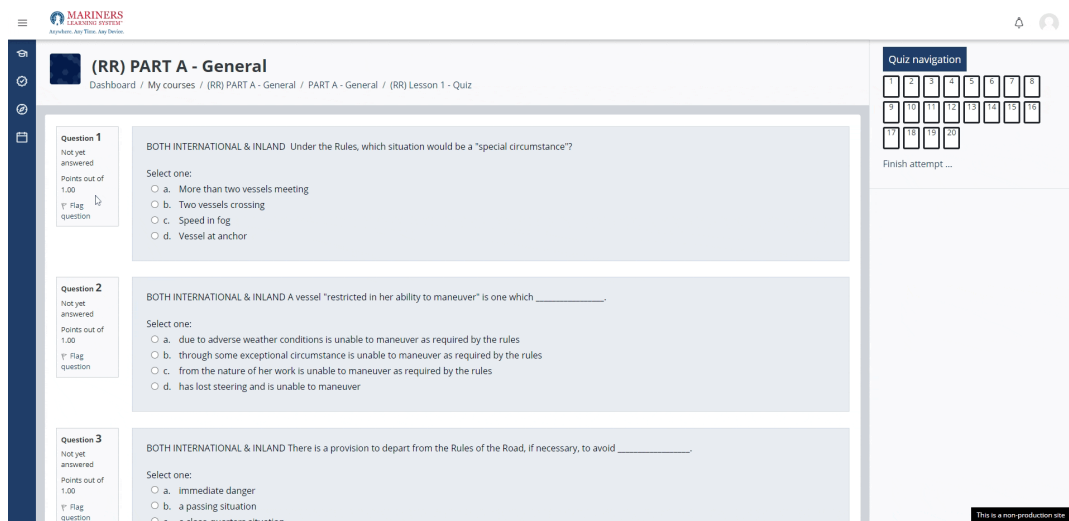 MARINERS
LEARNING SYSTEM
Anywhere. Any Time. Any Device.
(RR) PART A - General
Dashboard / My courses / (RR) PART A - General / PART A - General / (RR) Lesson 1 - Quiz
Quiz navigation
1 2 3 4 5 6 7 8
9 10 11 12 13 14 15 16
17 18 19 20
Finish attempt ...
Question 1
Not yet
answered
Points out of
1.00
Flag
question
BOTH INTERNATIONAL & INLAND  Under the Rules, which situation would be a "special circumstance"?
Select one:
a. More than two vessels meeting
b. Two vessels crossing
c. Speed in fog
d. Vessel at anchor
Question 2
Not yet
answered
Points out of
1.00
Flag
question
BOTH INTERNATIONAL & INLAND A vessel "restricted in her ability to maneuver" is one which ________________.
Select one:
a. due to adverse weather conditions is unable to maneuver as required by the rules
b. through some exceptional circumstance is unable to maneuver as required by the rules
c. from the nature of her work is unable to maneuver as required by the rules
d. has lost steering and is unable to maneuver
Question 3
Not yet
answered
Points out of
1.00
Flag
question
BOTH INTERNATIONAL & INLAND There is a provision to depart from the Rules of the Road, if necessary, to avoid _________________.
Select one:
a. immediate danger
b. a passing situation
This is a non-production site